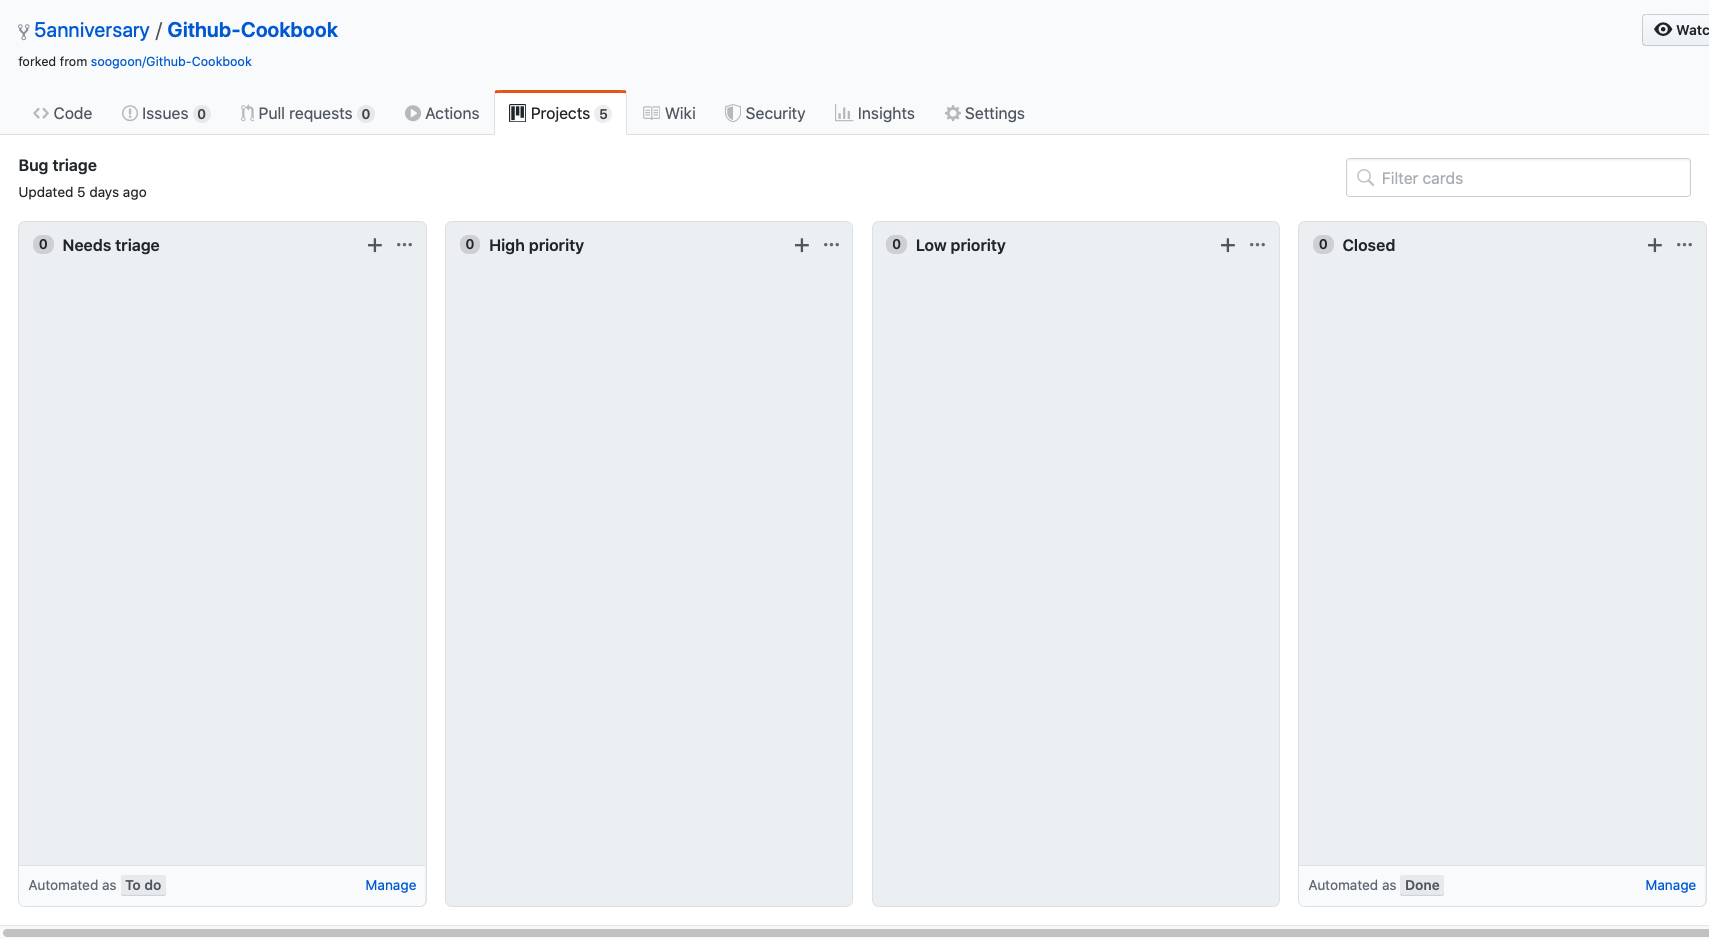 5anniversary / Github-Cookbook
Watc
forked from soogoon/Github-Cookbook
Code Issues 0 Pull requests 0 Actions Projects 5 Wiki Security Insights Settings
Bug triage
Updated 5 days ago
Filter cards
0 Needs triage
0 High priority
0 Low priority
0 Closed
Automated as To do Manage
Automated as Done Manage